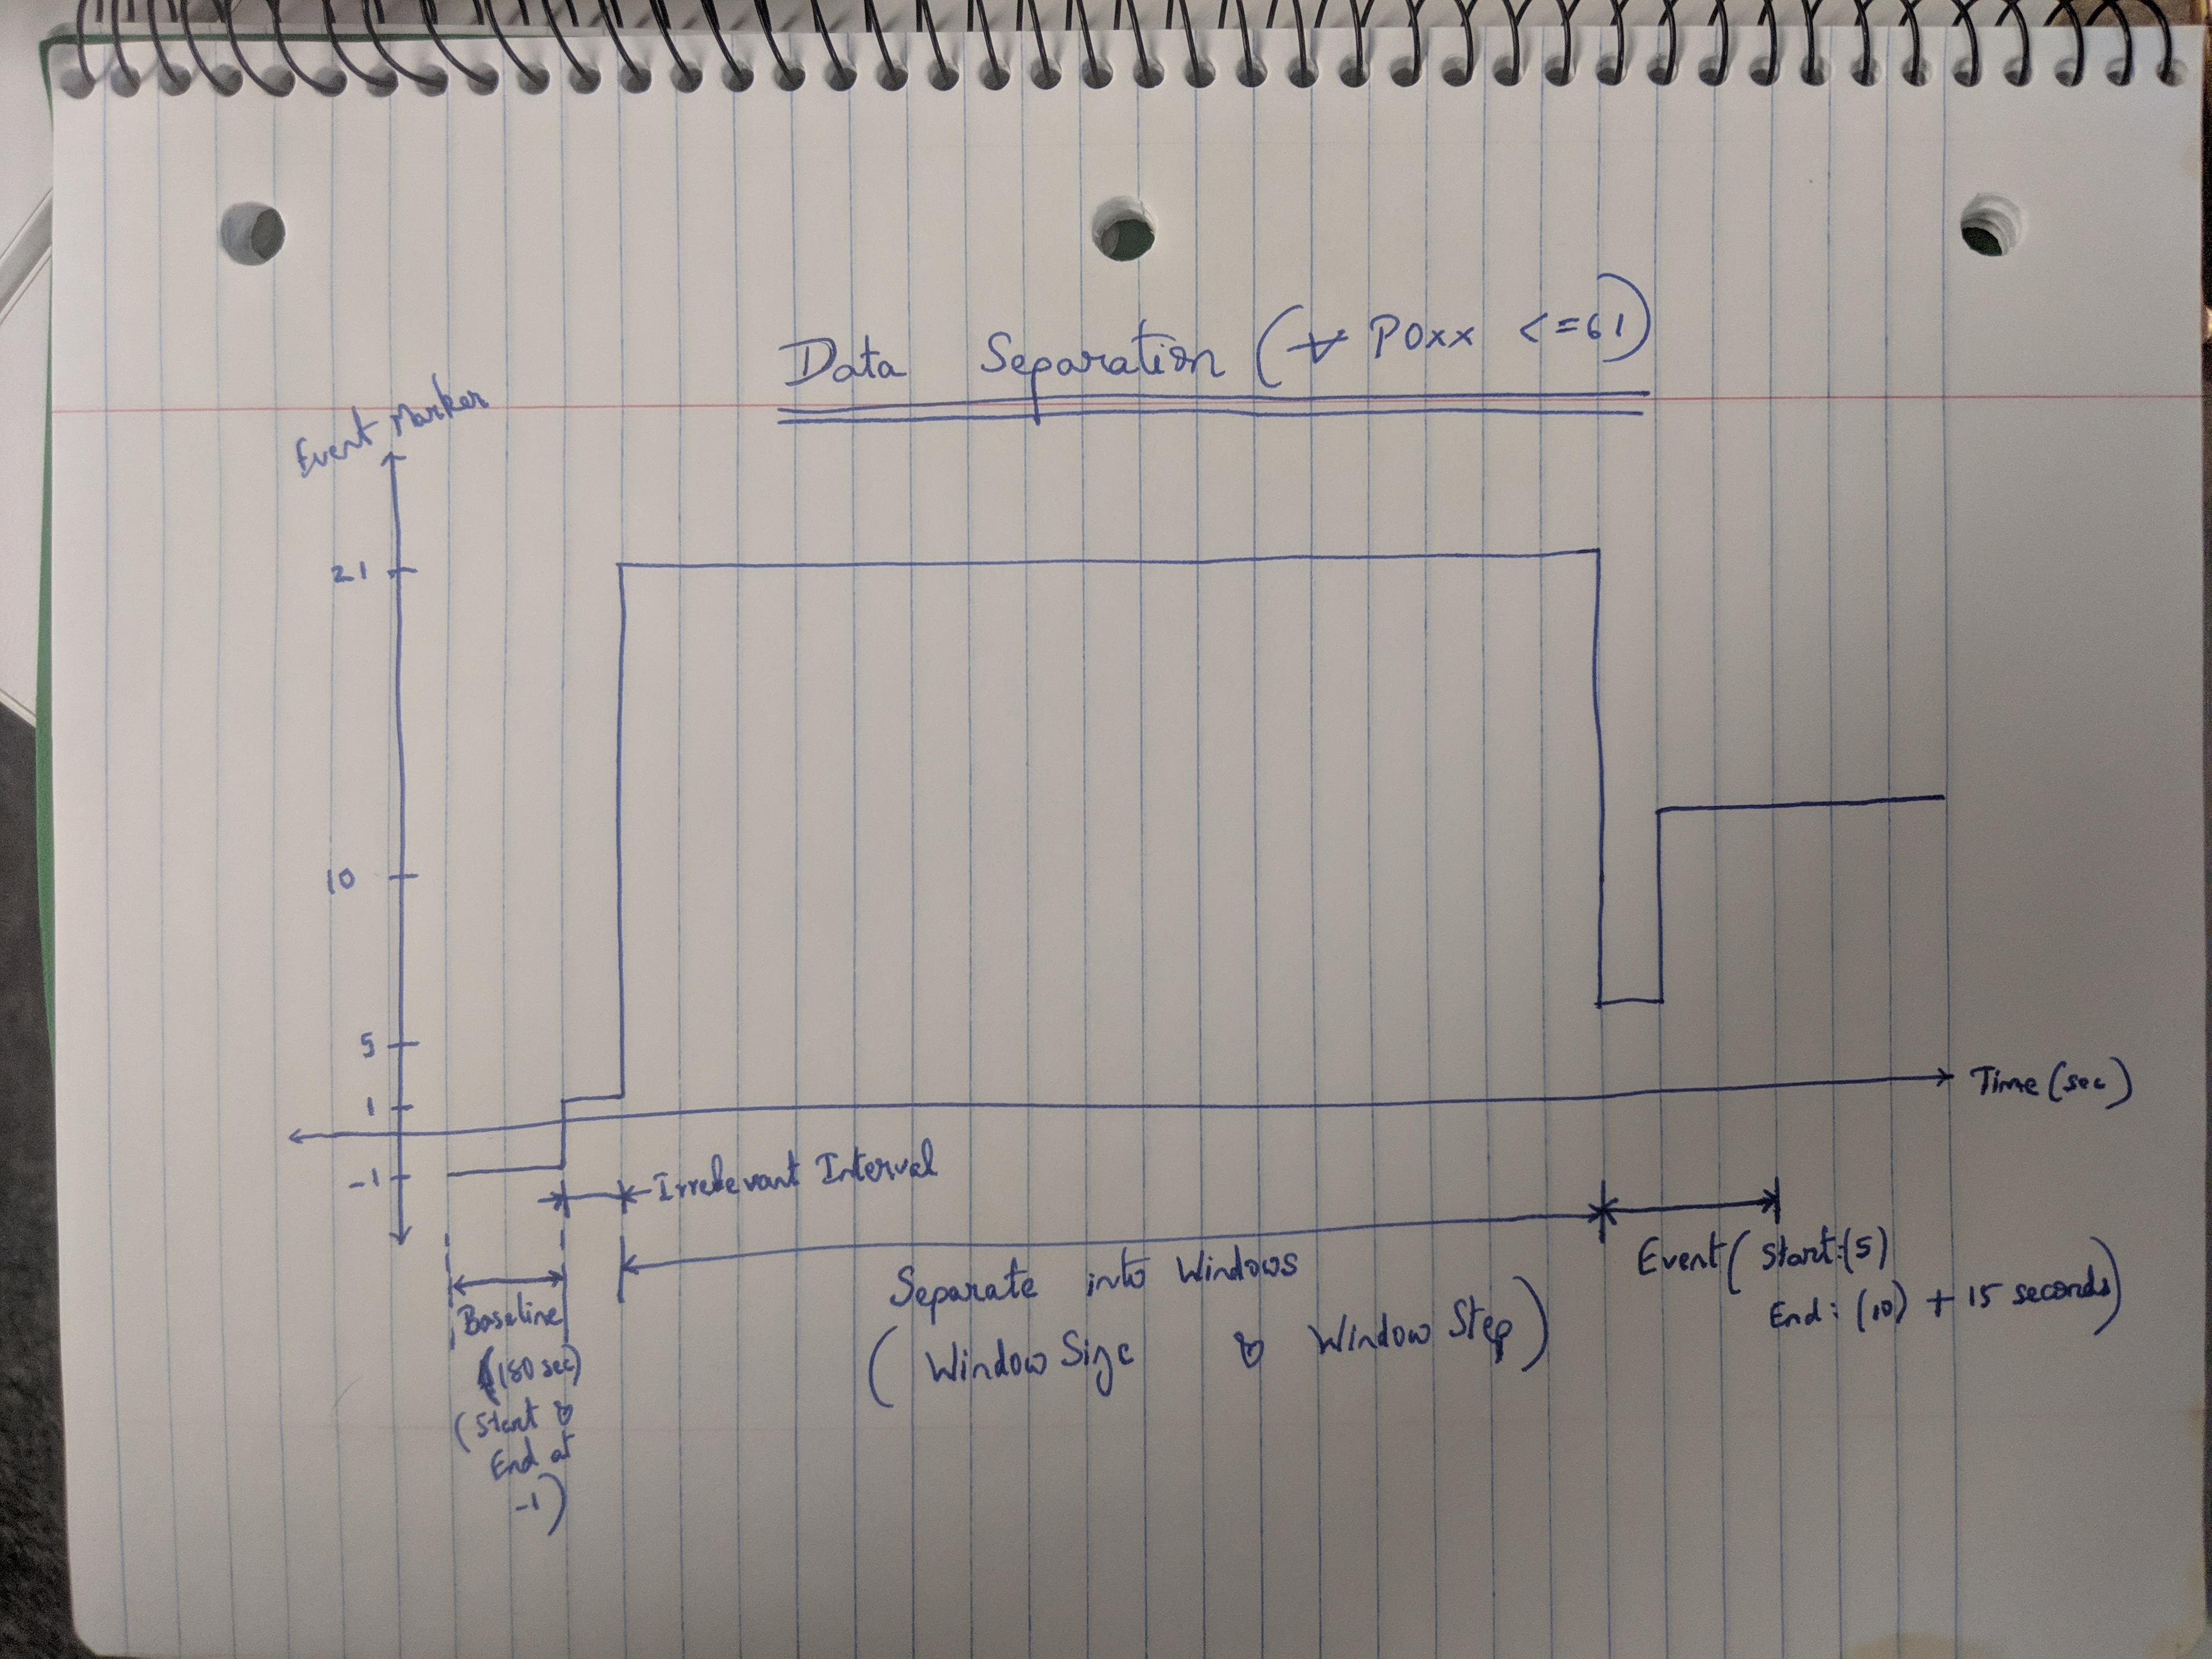 Data Separation (∀ P0xx <=61)
Event Marker
21
10
5
1
-1
Time (sec)
Irrelevant Interval
Separate into Windows
(Window Size & Window Step)
Event (Start:(5)
End: (10) + 15 seconds)
Baseline
(180 sec)
(Start &
End at
-1)